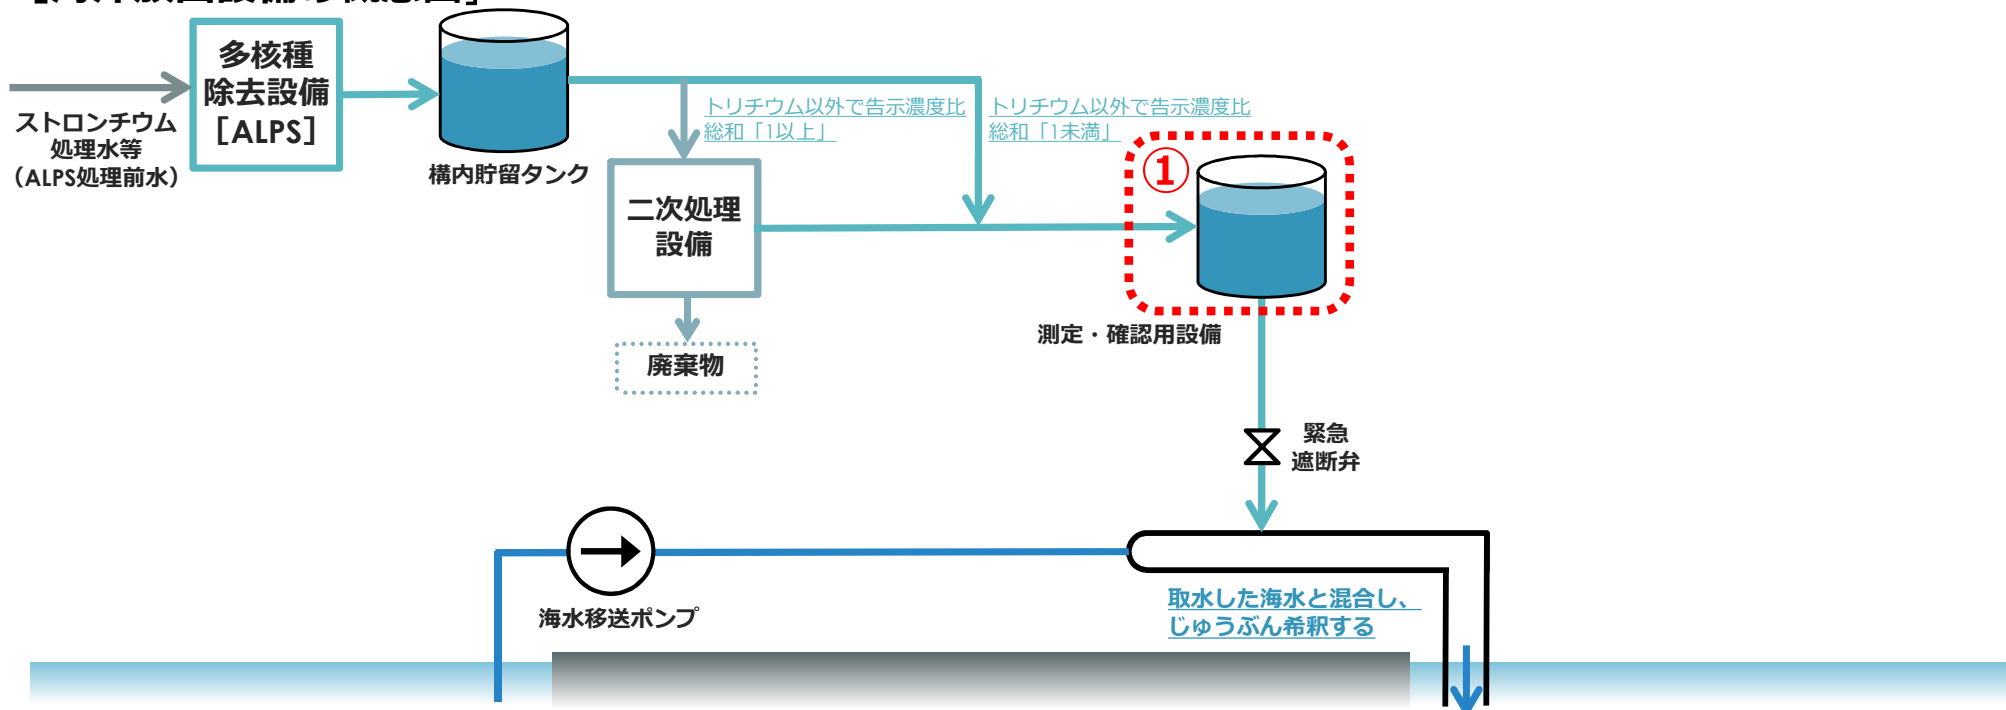 多核種
除去設備
［ALPS］
ストロンチウム
処理水等
（ALPS処理前水）
構内貯留タンク
トリチウム以外で告示濃度比
総和「1以上」
トリチウム以外で告示濃度比
総和「1未満」
①
二次処理
設備
測定・確認用設備
廃棄物
緊急
遮断弁
海水移送ポンプ
取水した海水と混合し、
じゅうぶん希釈する